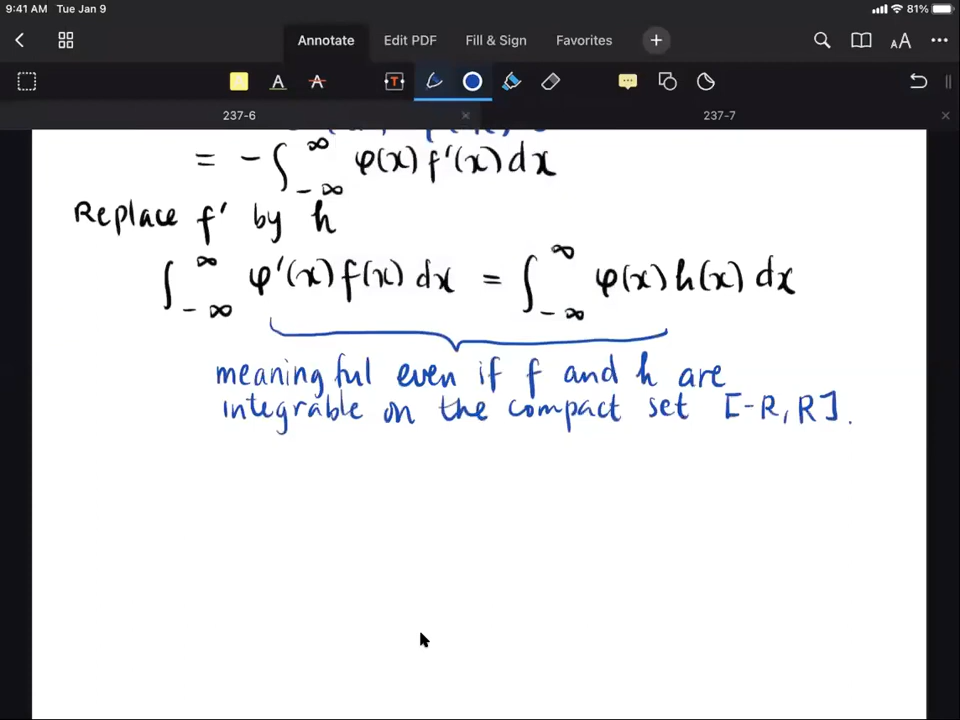 9:41 AM Tue Jan 9 81%
Annotate Edit PDF Fill & Sign Favorites
237-6 237-7
= - ∫_{-∞}^{∞} φ(x) f'(x) dx
Replace f' by h
∫_{-∞}^{∞} φ'(x) f(x) dx = ∫_{-∞}^{∞} φ(x) h(x) dx
meaningful even if f and h are
integrable on the compact set [-R, R].